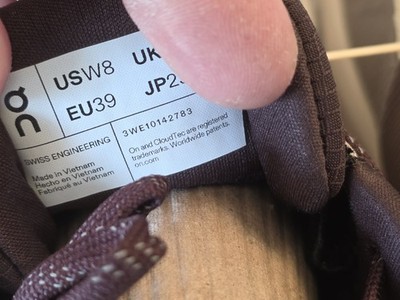 on
USW8 UK
EU39 JP2
SWISS ENGINEERING
Made in Vietnam
Hecho en Vietnam
Fabriqué au Vietnam
3WE10142783
On and CloudTec are registered
trademarks. Worldwide patents.
on.com